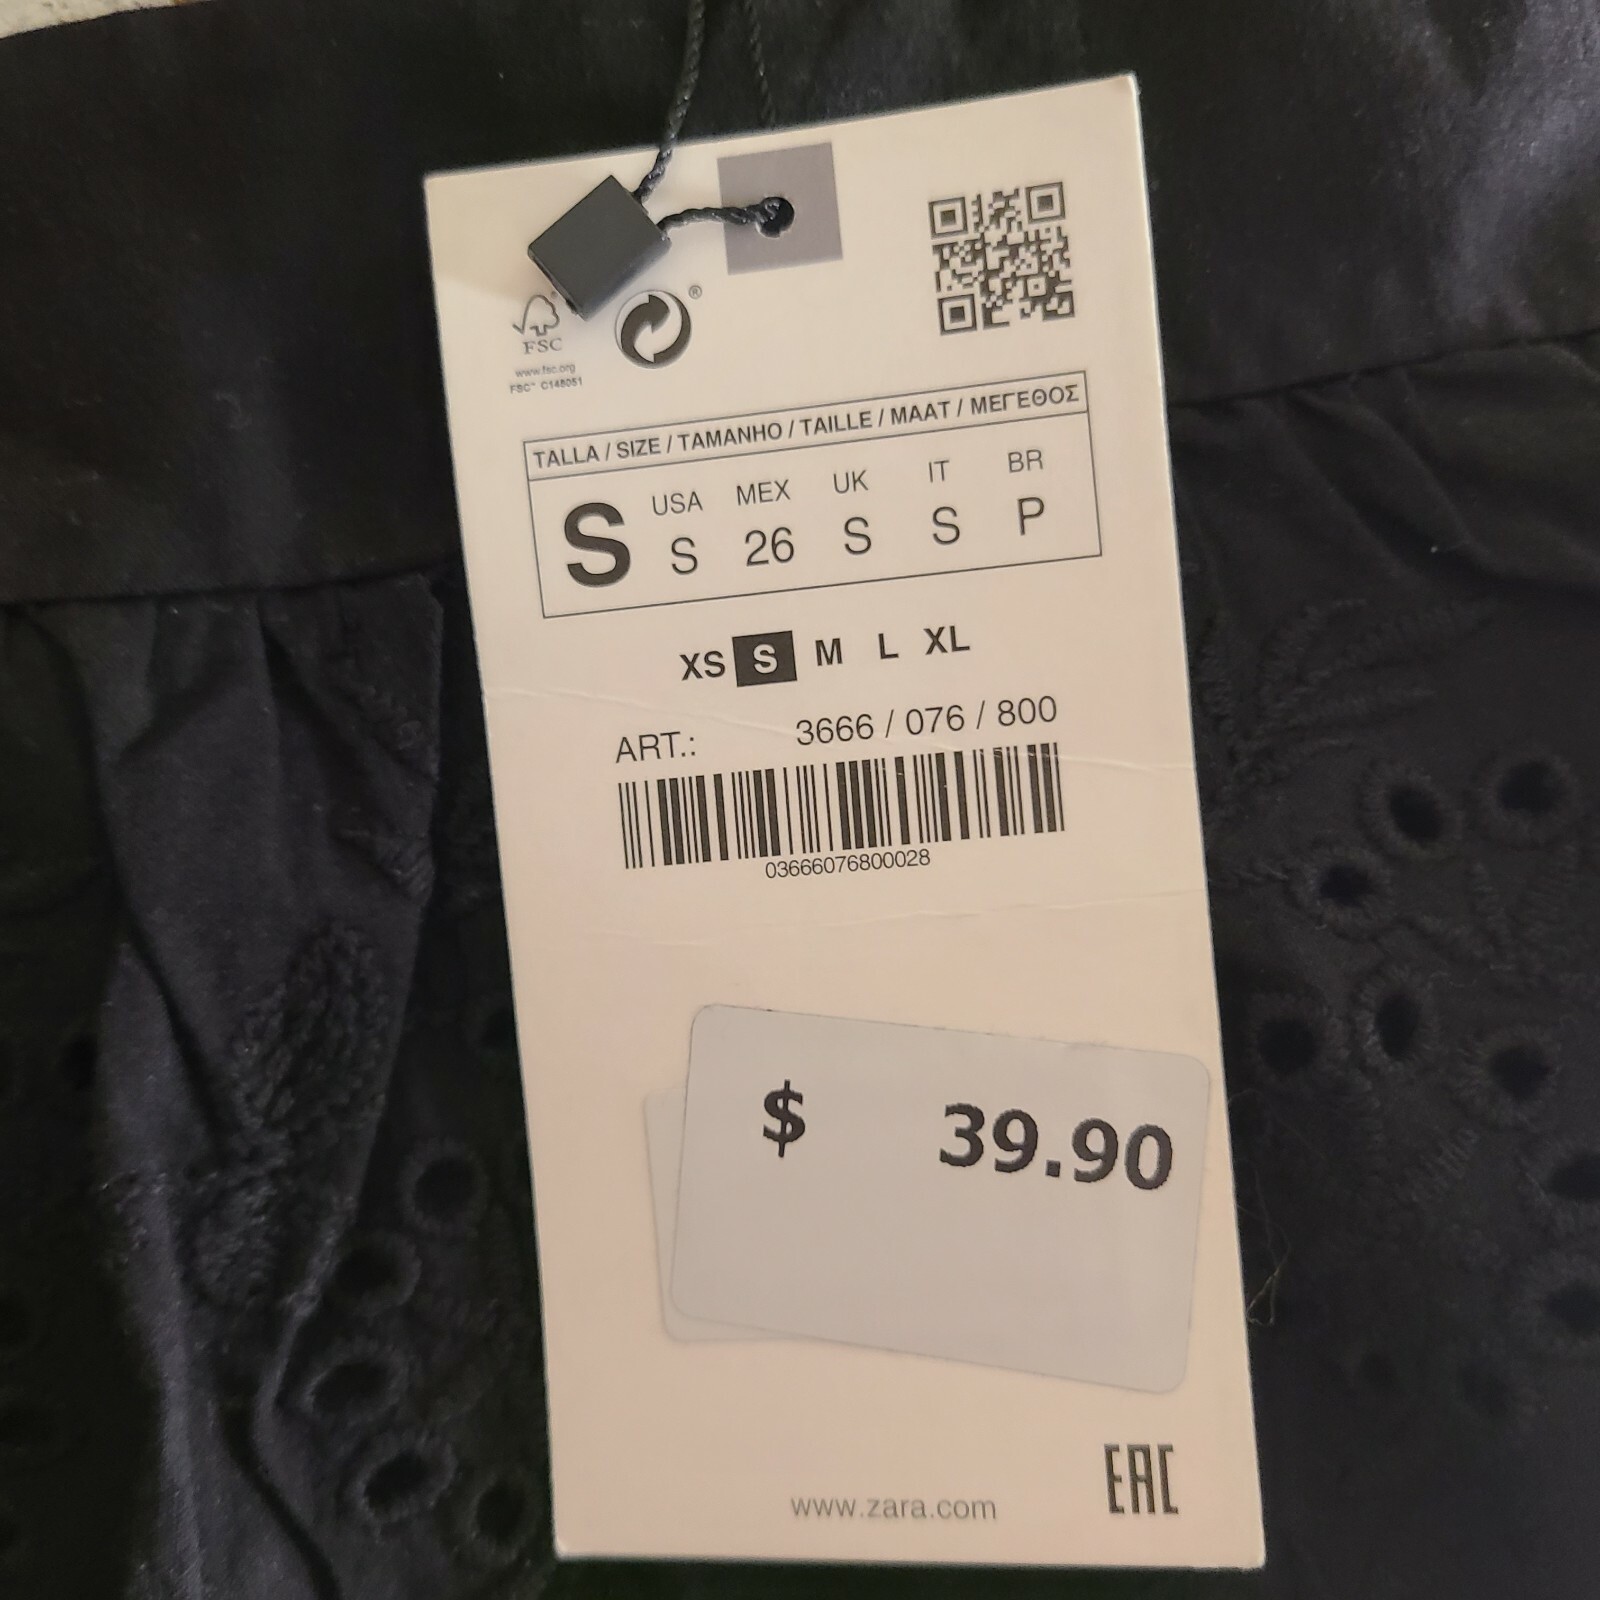 ®
FSC
www.fsc.org
FSC™ C148051
TALLA / SIZE / TAMANHO / TAILLE / MAAT / ΜΕΓΕΘΟΣ
USA MEX UK IT BR
S S 26 S S P
XS S M L XL
ART.: 3666 / 076 / 800
03666076800028
$ 39.90
www.zara.com
EAC